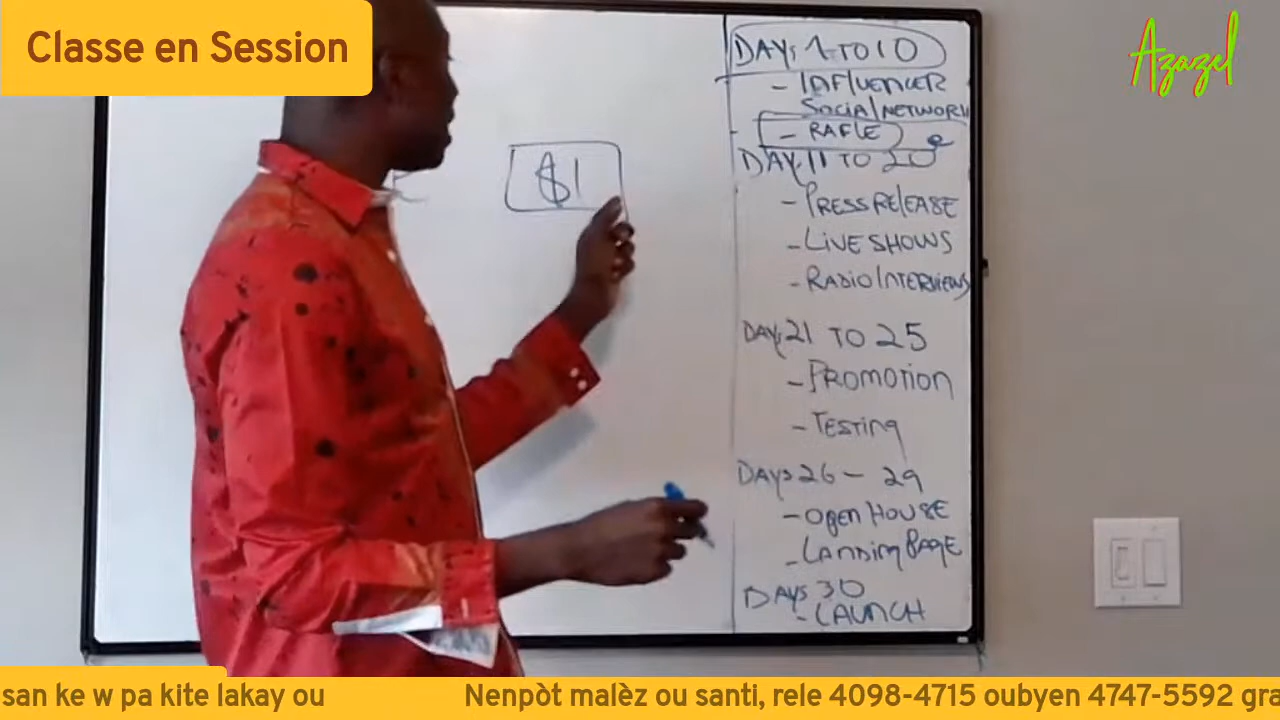 Classe en Session
Azazel
$1
DAYS 1 TO 10
- INFLUENCER
- SOCIAL NETWORK
- RAFLE
DAYS 11 TO 20
- PRESS RELEASE
- LIVE SHOWS
- RADIO INTERVIEWS
DAYS 21 TO 25
- PROMOTION
- TESTING
DAYS 26 - 29
- OPEN HOUSE
- LANDING PAGE
DAYS 30
- LAUNCH
san ke w pa kite lakay ou
Nenpòt malèz ou santi, rele 4098-4715 oubyen 4747-5592 gra